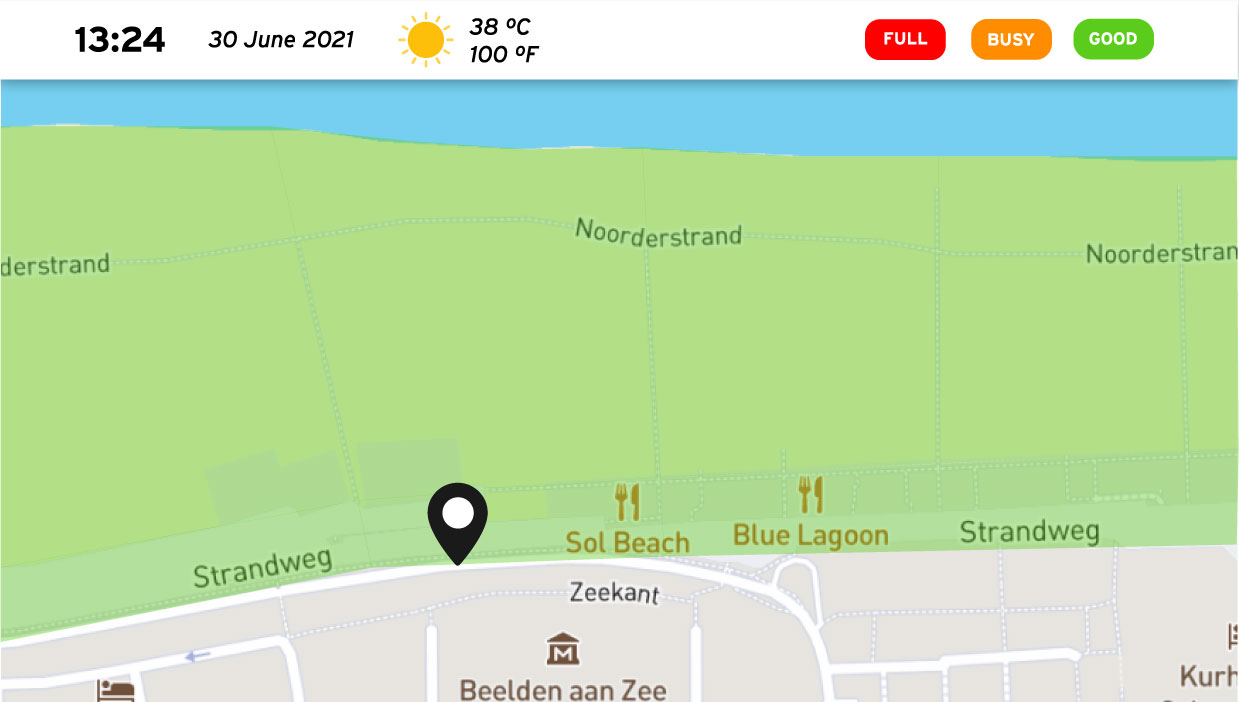 13:24
30 June 2021
38 ºC
100 ºF
FULL
BUSY
GOOD
Noorderstrand
derstrand
Noorderstran
Sol Beach
Blue Lagoon
Strandweg
Strandweg
Zeekant
M
Beelden aan Zee
Kurh